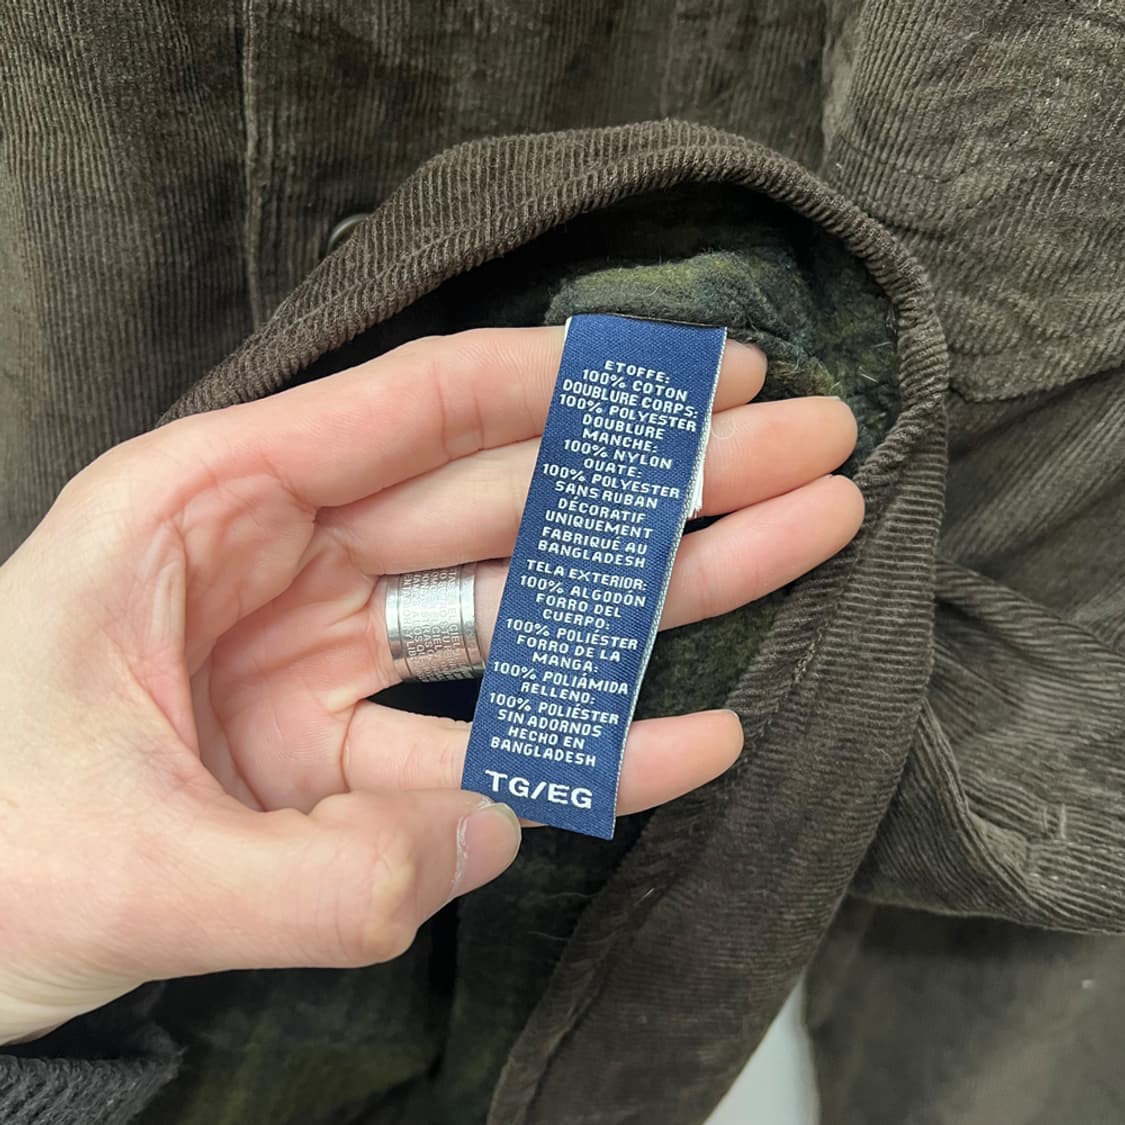 ETOFFE:
100% COTON
DOUBLURE CORPS:
100% POLYESTER
DOUBLURE
MANCHE:
100% NYLON
OUATE:
100% POLYESTER
SANS RUBAN
DÉCORATIF
UNIQUEMENT
FABRIQUÉ AU
BANGLADESH
TELA EXTERIOR:
100% ALGODÓN
FORRO DEL
CUERPO:
100% POLIÉSTER
FORRO DE LA
MANGA:
100% POLIÁMIDA
RELLENO:
100% POLIÉSTER
SIN ADORNOS
HECHO EN
BANGLADESH
TG/EG